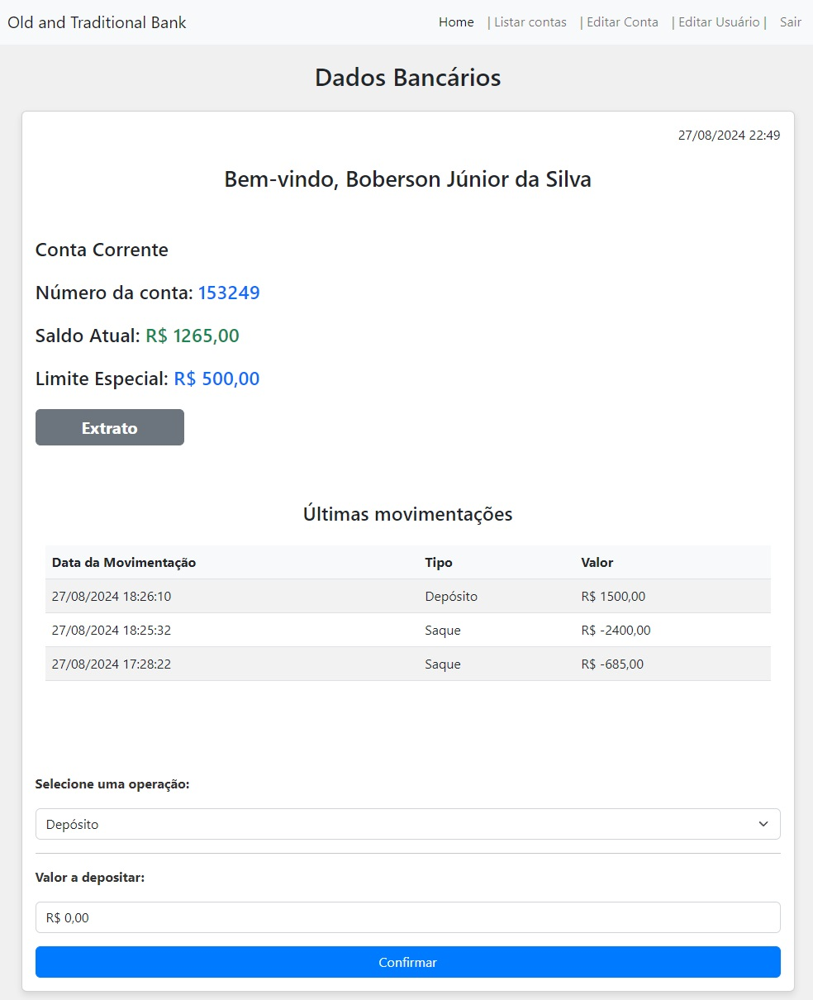 Old and Traditional Bank Home | Listar contas | Editar Conta | Editar Usuário | Sair
Dados Bancários
27/08/2024 22:49
Bem-vindo, Boberson Júnior da Silva
Conta Corrente
Número da conta: 153249
Saldo Atual: R$ 1265,00
Limite Especial: R$ 500,00
Extrato
Últimas movimentações
Data da Movimentação Tipo Valor
27/08/2024 18:26:10 Depósito R$ 1500,00
27/08/2024 18:25:32 Saque R$ -2400,00
27/08/2024 17:28:22 Saque R$ -685,00
Selecione uma operação:
Depósito
Valor a depositar:
R$ 0,00
Confirmar